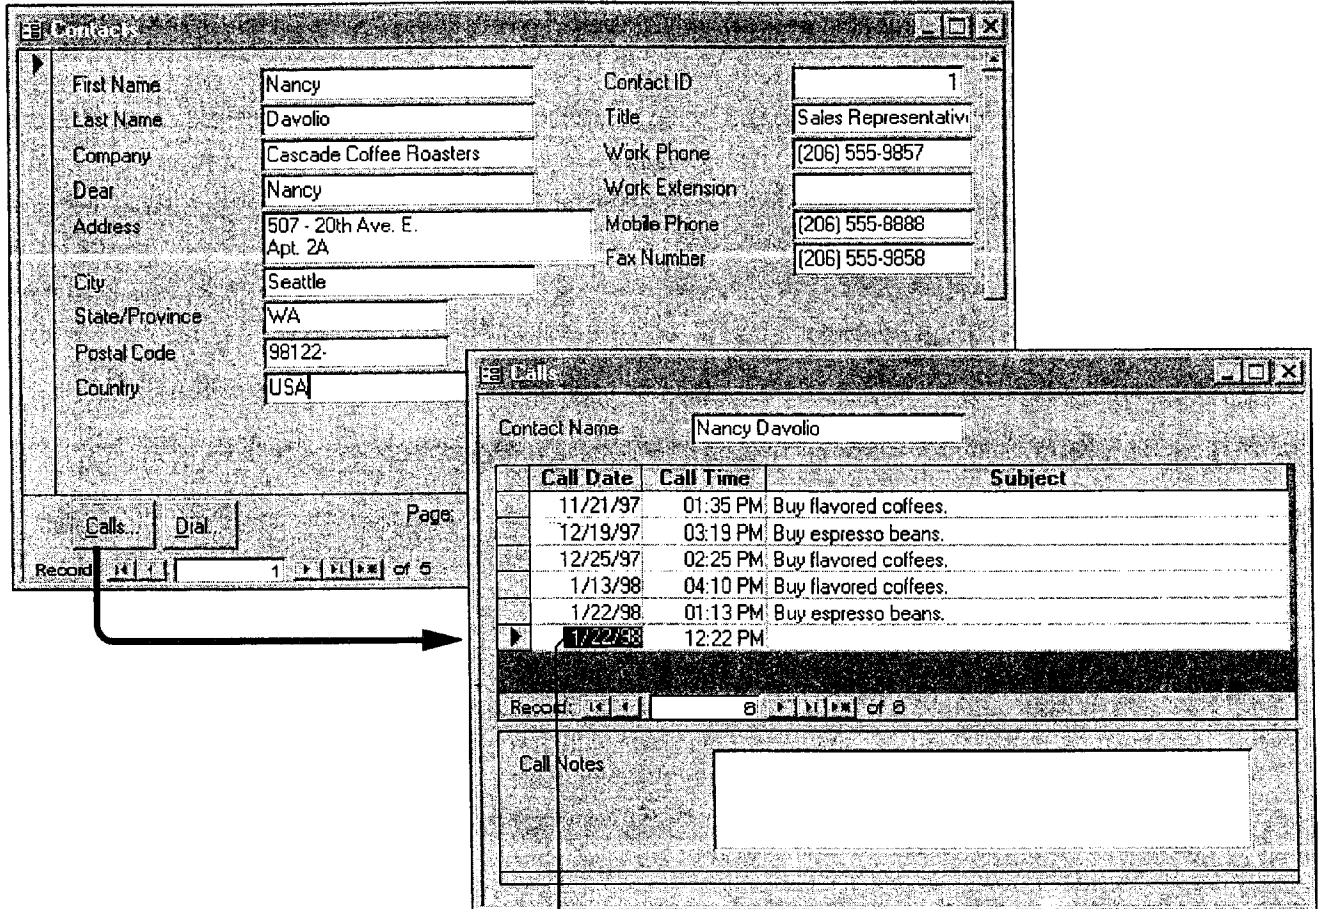 Contacts
First Name Nancy Contact ID 1
Last Name Davolio Title Sales Representativ
Company Cascade Coffee Roasters Work Phone (206) 555-9857
Dear Nancy Work Extension
Address 507 - 20th Ave. E. Mobile Phone (206) 555-8888
Apt. 2A Fax Number (206) 555-9858
City Seattle
State/Province WA
Postal Code 98122-
Country USA
Calls... Dial... Page:
Record: 1 of 5
Calls
Contact Name Nancy Davolio
Call Date Call Time Subject
11/21/97 01:35 PM Buy flavored coffees.
12/19/97 03:19 PM Buy espresso beans.
12/25/97 02:25 PM Buy flavored coffees.
1/13/98 04:10 PM Buy flavored coffees.
1/22/98 01:13 PM Buy espresso beans.
1/22/98 12:22 PM
Record: 6 of 6
Call Notes